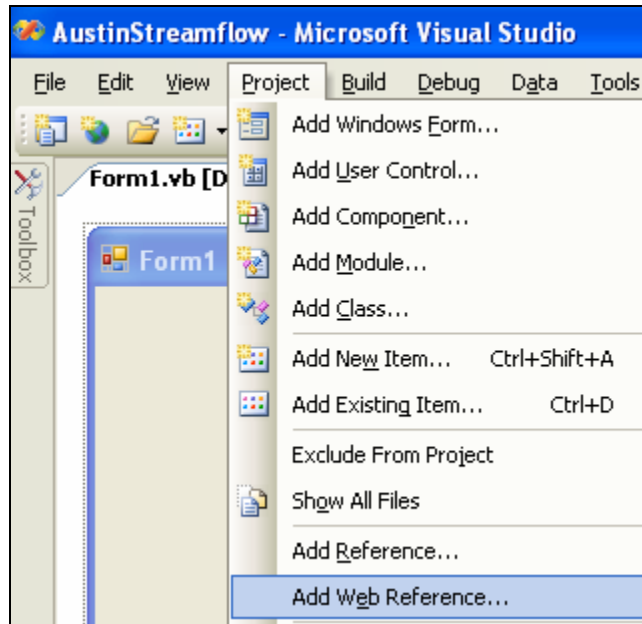 AustinStreamflow - Microsoft Visual Studio
File Edit View Project Build Debug Data Tools
Add Windows Form...
Form1.vb [D
Add User Control...
Toolbox
Add Component...
Form1
Add Module...
Add Class...
Add New Item... Ctrl+Shift+A
Add Existing Item... Ctrl+D
Exclude From Project
Show All Files
Add Reference...
Add Web Reference...